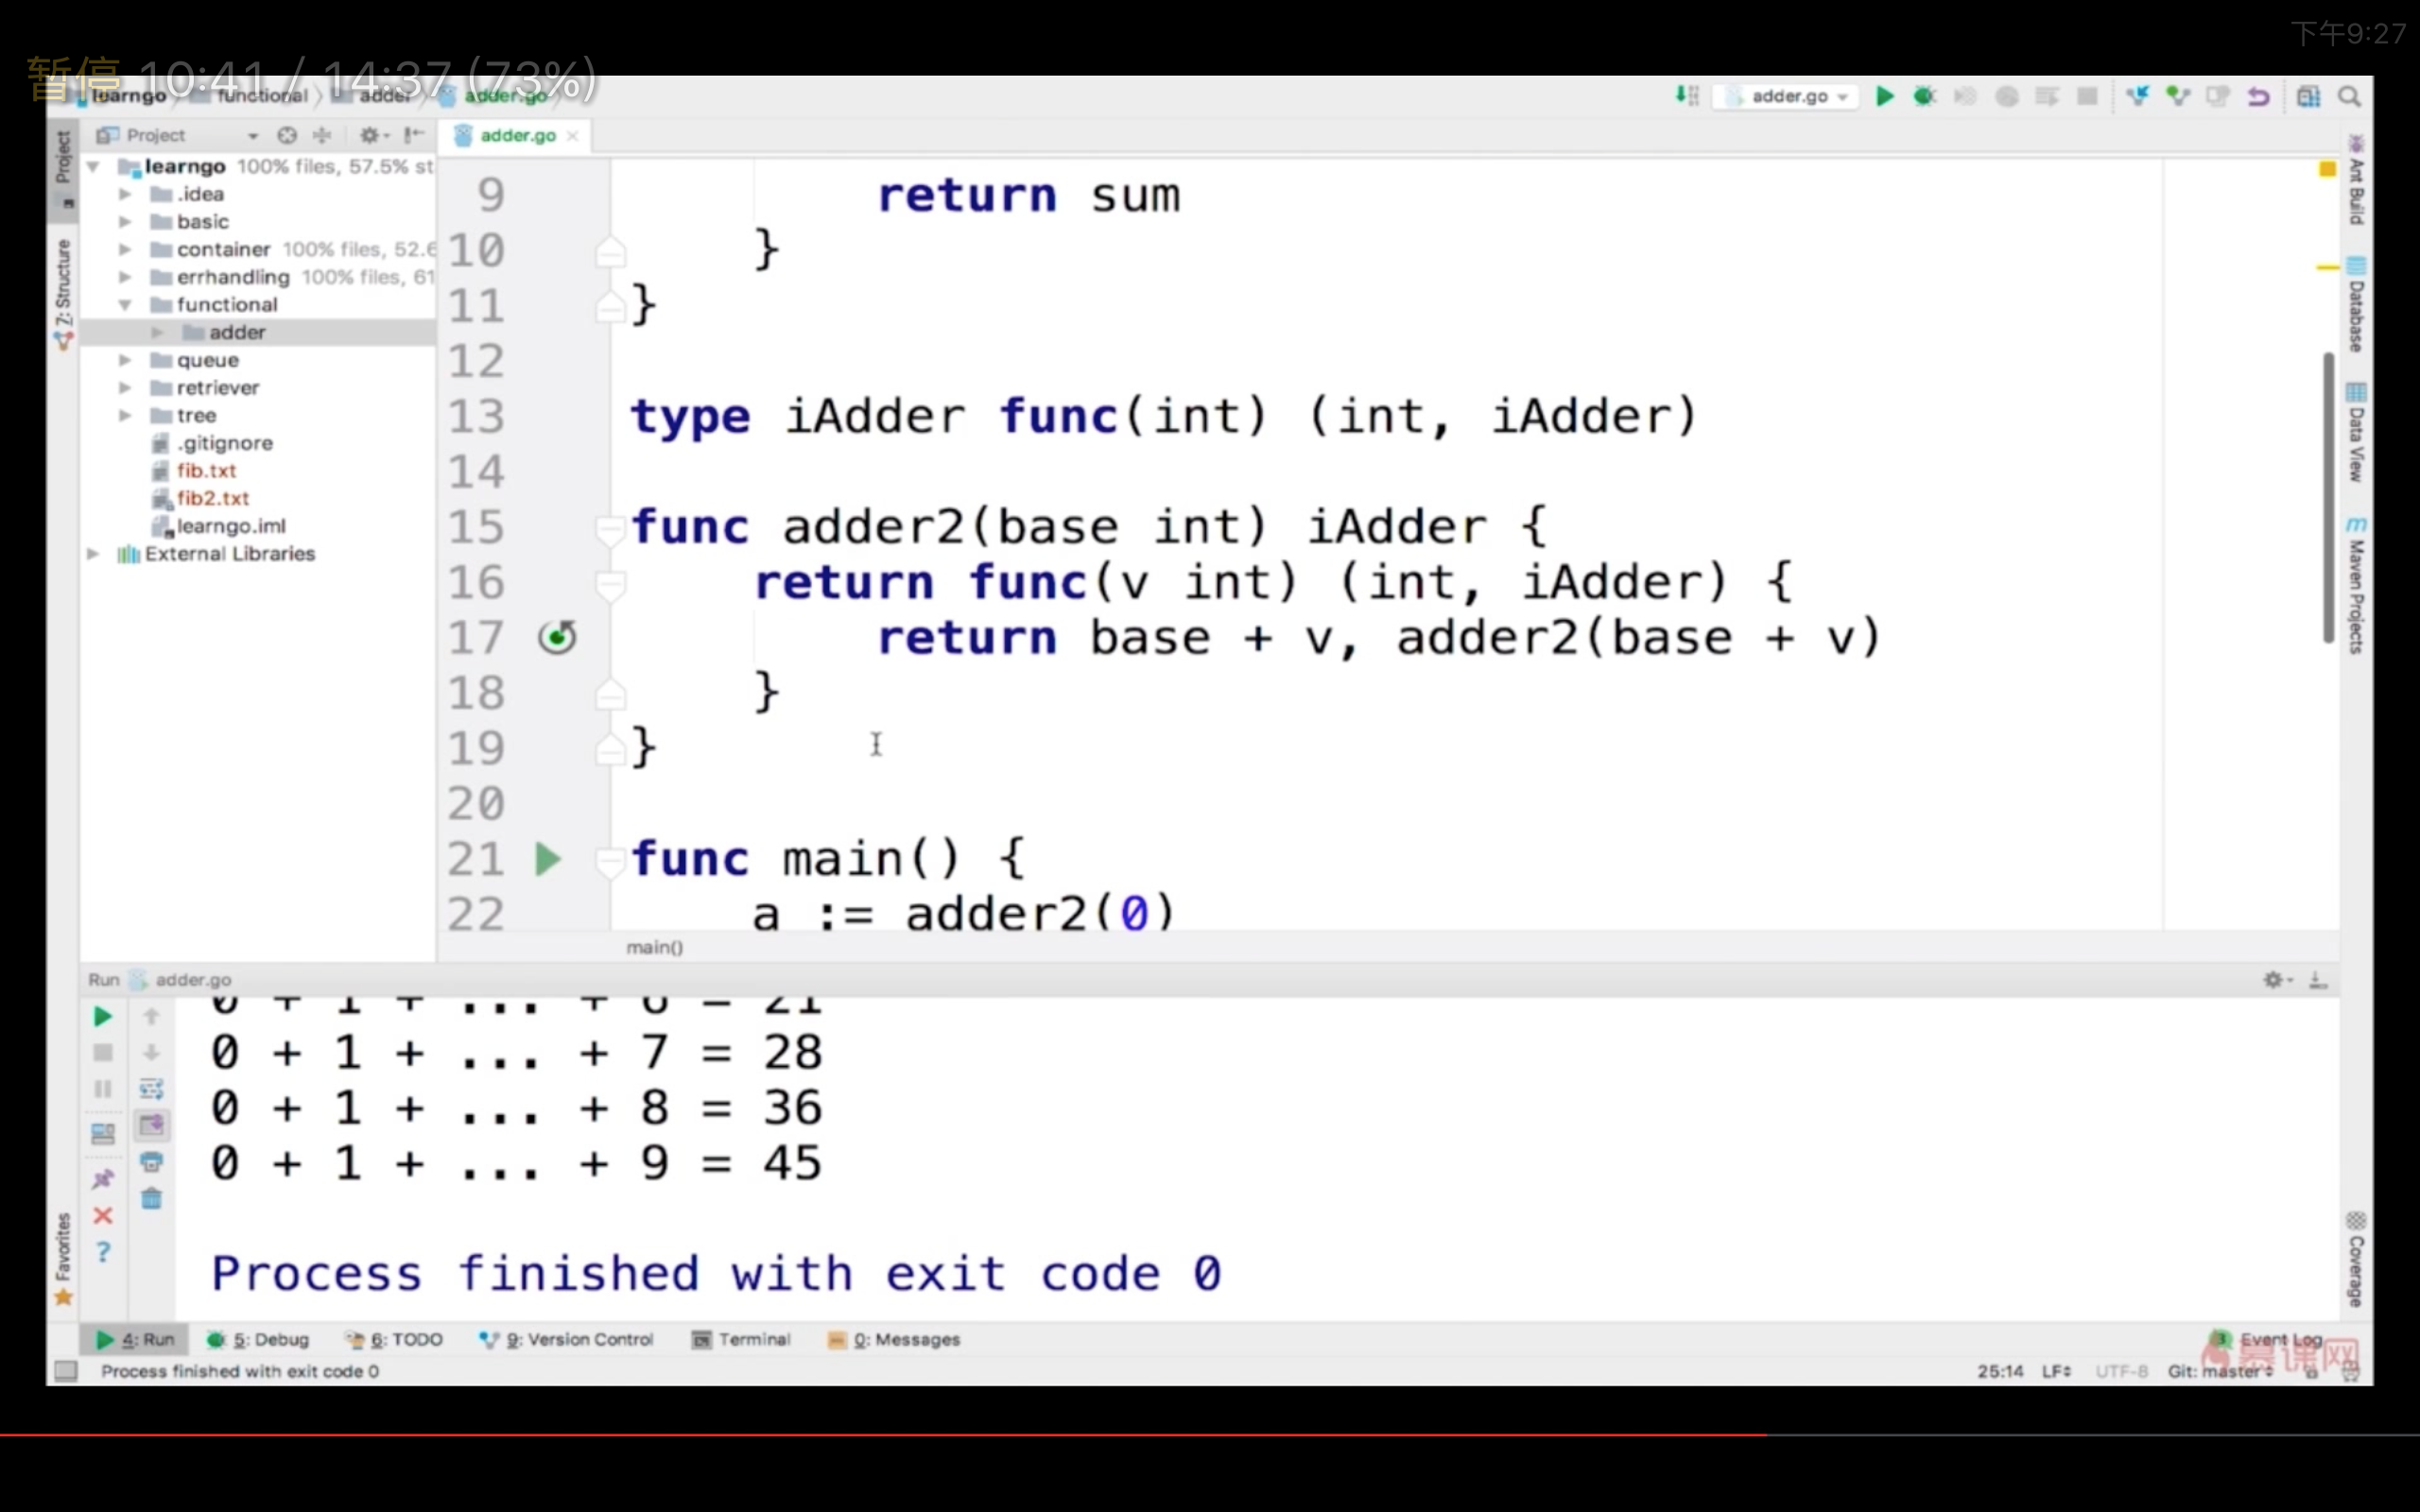 下午9:27
暂停 10:41 / 14:37 (73%)
learngo functional adder adder.go
adder.go
Project
adder.go
Project
Z: Structure
Favorites
learngo 100% files, 57.5% st
.idea
basic
container 100% files, 52.6
errhandling 100% files, 61
functional
adder
queue
retriever
tree
.gitignore
fib.txt
fib2.txt
learngo.iml
External Libraries
9 return sum
10 }
11 }
12
13 type iAdder func(int) (int, iAdder)
14
15 func adder2(base int) iAdder {
16 return func(v int) (int, iAdder) {
17 return base + v, adder2(base + v)
18 }
19 }
20
21 func main() {
22 a := adder2(0)
main()
Ant Build
Database
Data View
m Maven Projects
Coverage
Run adder.go
0 + 1 + ... + 6 = 21
0 + 1 + ... + 7 = 28
0 + 1 + ... + 8 = 36
0 + 1 + ... + 9 = 45
Process finished with exit code 0
4: Run 5: Debug 6: TODO 9: Version Control Terminal 0: Messages
3 Event Log
慕课网
Process finished with exit code 0
25:14 LF UTF-8 Git: master